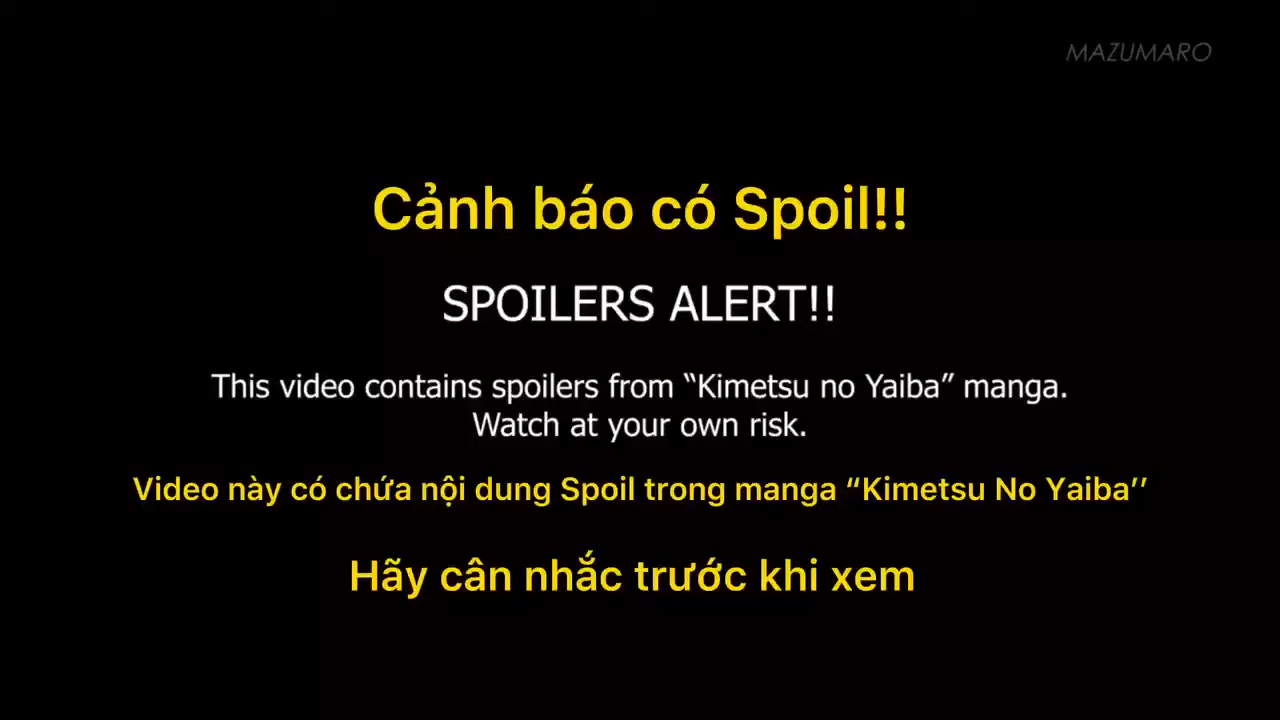 MAZUMARO
Cảnh báo có Spoil!!
SPOILERS ALERT!!
This video contains spoilers from “Kimetsu no Yaiba” manga.
Watch at your own risk.
Video này có chứa nội dung Spoil trong manga “Kimetsu No Yaiba’’
Hãy cân nhắc trước khi xem